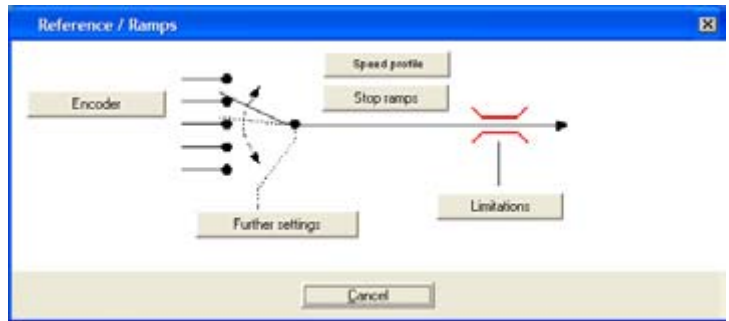 Reference / Ramps
Speed profile
Encoder
Stop ramps
Limitations
Further settings
Cancel